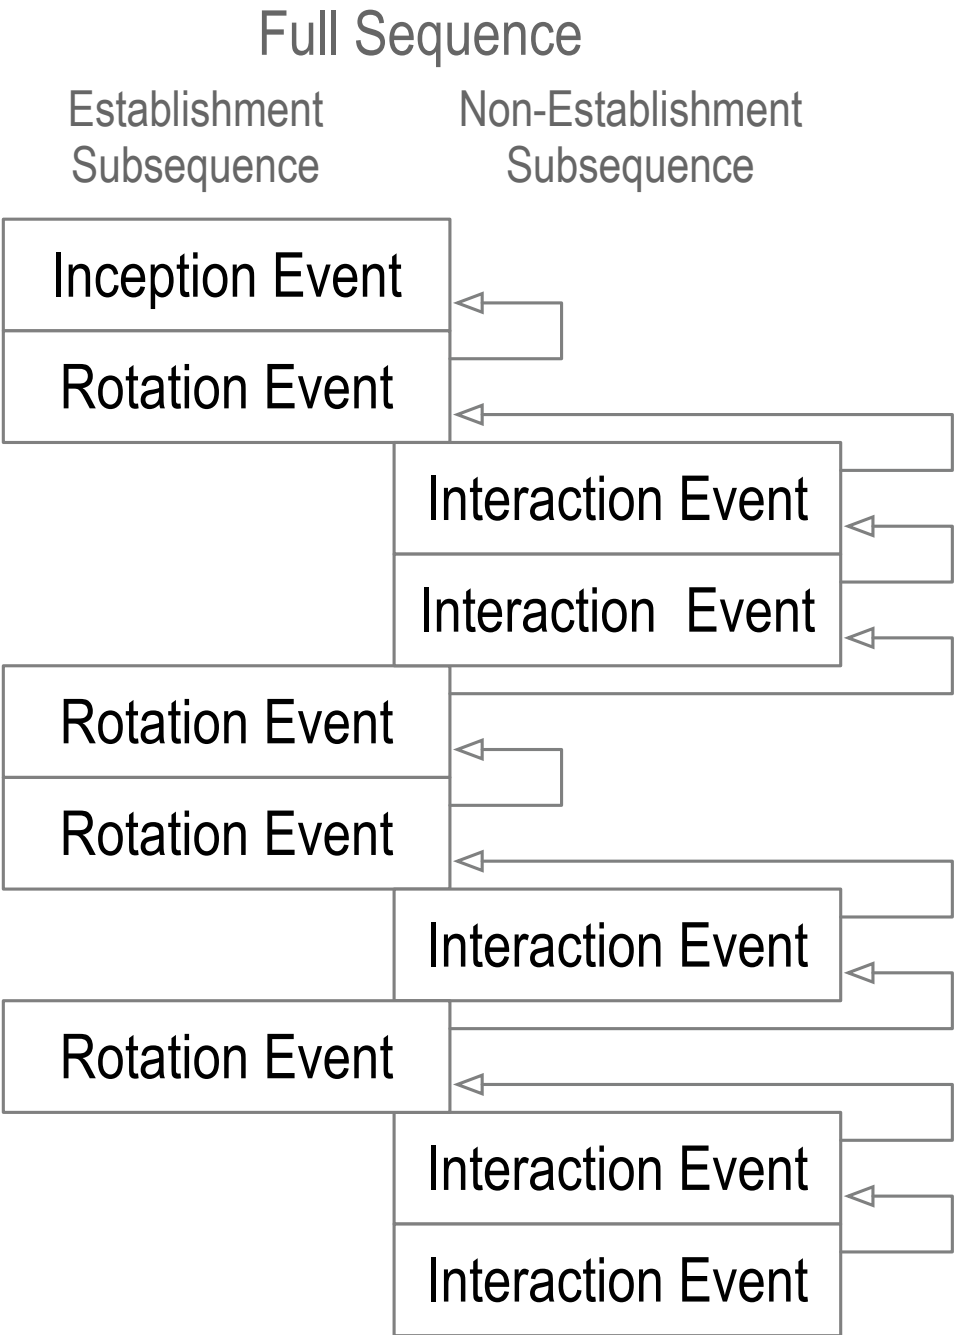 Full Sequence
Establishment
Subsequence
Non-Establishment
Subsequence
Inception Event
Rotation Event
Interaction Event
Interaction  Event
Rotation Event
Rotation Event
Interaction Event
Rotation Event
Interaction Event
Interaction Event